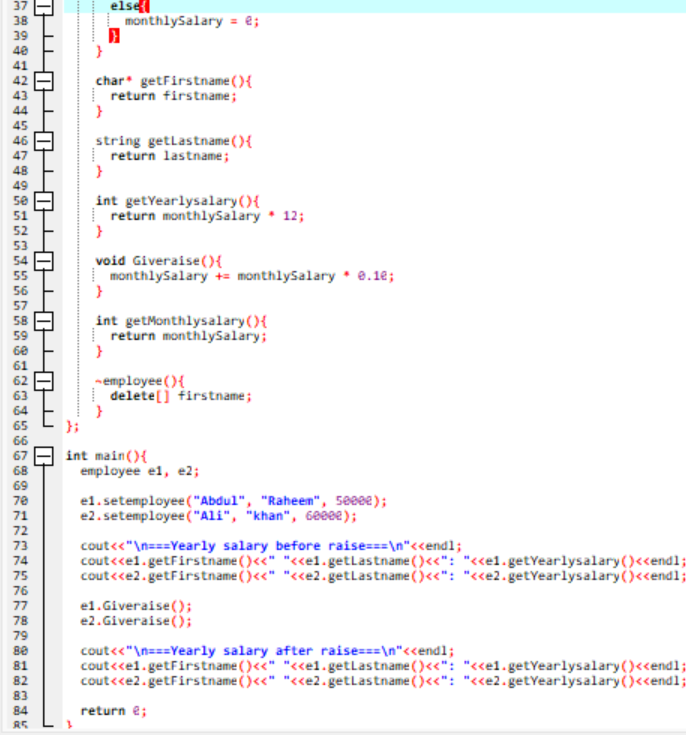 37 else{
38 monthlySalary = 0;
39 }
40 }
41
42 char* getFirstname(){
43 return firstname;
44 }
45
46 string getLastname(){
47 return lastname;
48 }
49
50 int getYearlysalary(){
51 return monthlySalary * 12;
52 }
53
54 void Giveraise(){
55 monthlySalary += monthlySalary * 0.10;
56 }
57
58 int getMonthlysalary(){
59 return monthlySalary;
60 }
61
62 ~employee(){
63 delete[] firstname;
64 }
65 };
66
67 int main(){
68 employee e1, e2;
69
70 e1.setemployee("Abdul", "Raheem", 50000);
71 e2.setemployee("Ali", "khan", 60000);
72
73 cout<<"\n===Yearly salary before raise===\n"<<endl;
74 cout<<e1.getFirstname()<<" "<<e1.getLastname()<<": "<<e1.getYearlysalary()<<endl;
75 cout<<e2.getFirstname()<<" "<<e2.getLastname()<<": "<<e2.getYearlysalary()<<endl;
76
77 e1.Giveraise();
78 e2.Giveraise();
79
80 cout<<"\n===Yearly salary after raise===\n"<<endl;
81 cout<<e1.getFirstname()<<" "<<e1.getLastname()<<": "<<e1.getYearlysalary()<<endl;
82 cout<<e2.getFirstname()<<" "<<e2.getLastname()<<": "<<e2.getYearlysalary()<<endl;
83
84 return 0;
85 }